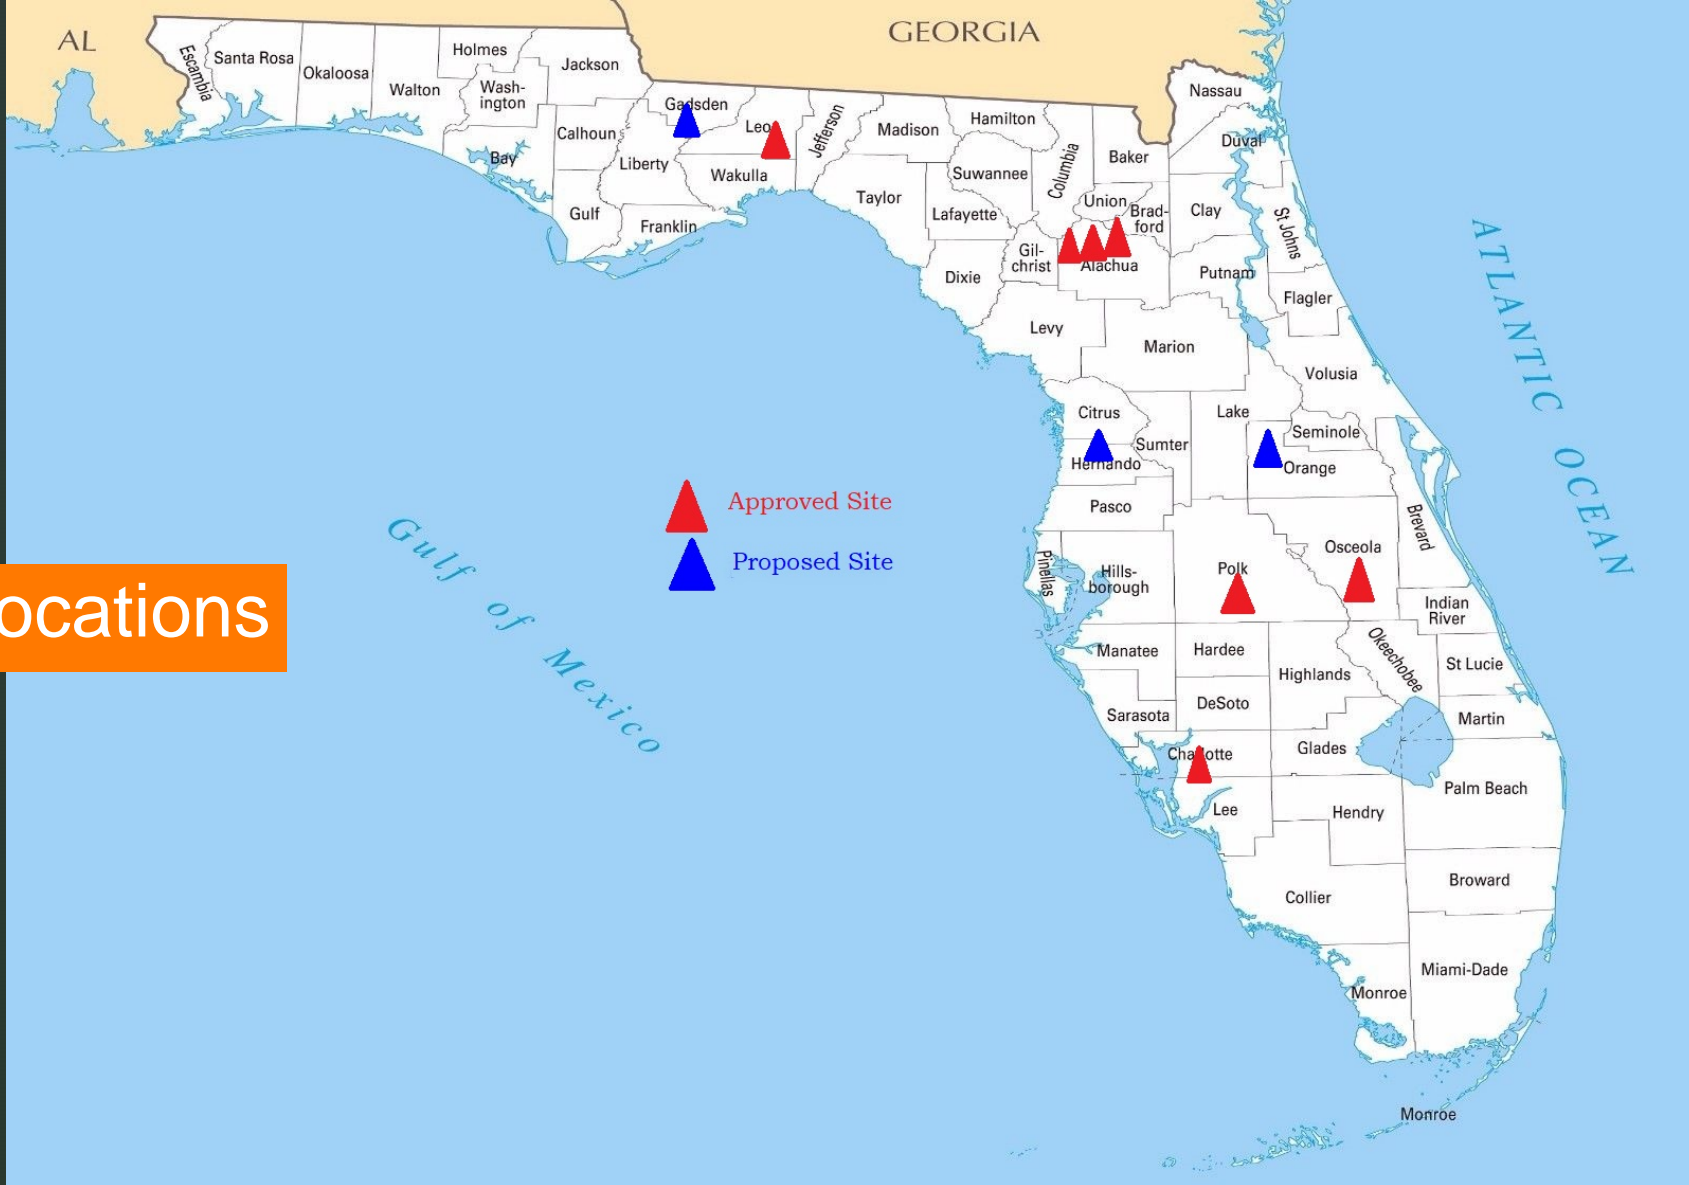 AL
GEORGIA
Escambia
Santa Rosa
Okaloosa
Walton
Holmes
Wash-
ington
Jackson
Bay
Calhoun
Gulf
Liberty
Gadsden
Franklin
Leo
Wakulla
Jefferson
Madison
Taylor
Hamilton
Suwannee
Lafayette
Dixie
Columbia
Gil-
christ
Baker
Union
Brad-
ford
Alachua
Levy
Nassau
Duval
Clay
St Johns
Putnam
Flagler
Marion
Volusia
Citrus
Sumter
Lake
Seminole
Hernando
Orange
Pasco
Brevard
Pinellas
Hills-
borough
Polk
Osceola
Indian
River
Manatee
Hardee
Highlands
Okeechobee
St Lucie
Sarasota
DeSoto
Martin
Charlotte
Glades
Palm Beach
Lee
Hendry
Collier
Broward
Miami-Dade
Monroe
Monroe
ATLANTIC OCEAN
Gulf of Mexico
Approved Site
Proposed Site
ocations